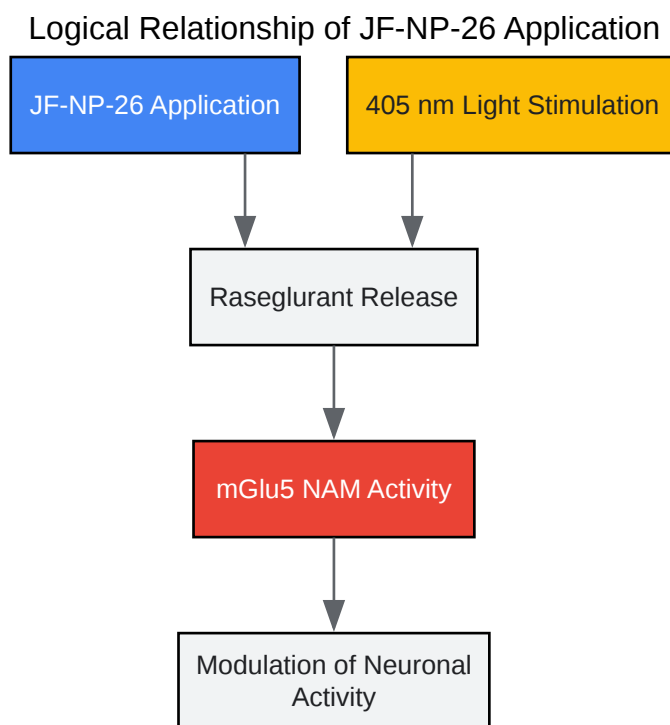 Logical Relationship of JF-NP-26 Application
JF-NP-26 Application
405 nm Light Stimulation
Raseglurant Release
mGlu5 NAM Activity
Modulation of Neuronal
Activity